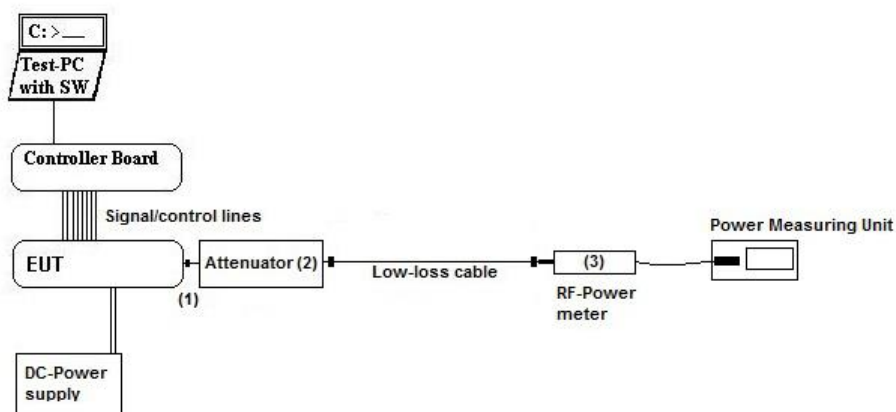 C: >__
Test-PC
with SW
Controller Board
Signal/control lines
Power Measuring Unit
EUT
Attenuator (2)
(3)
Low-loss cable
(1)
RF-Power
meter
DC-Power
supply